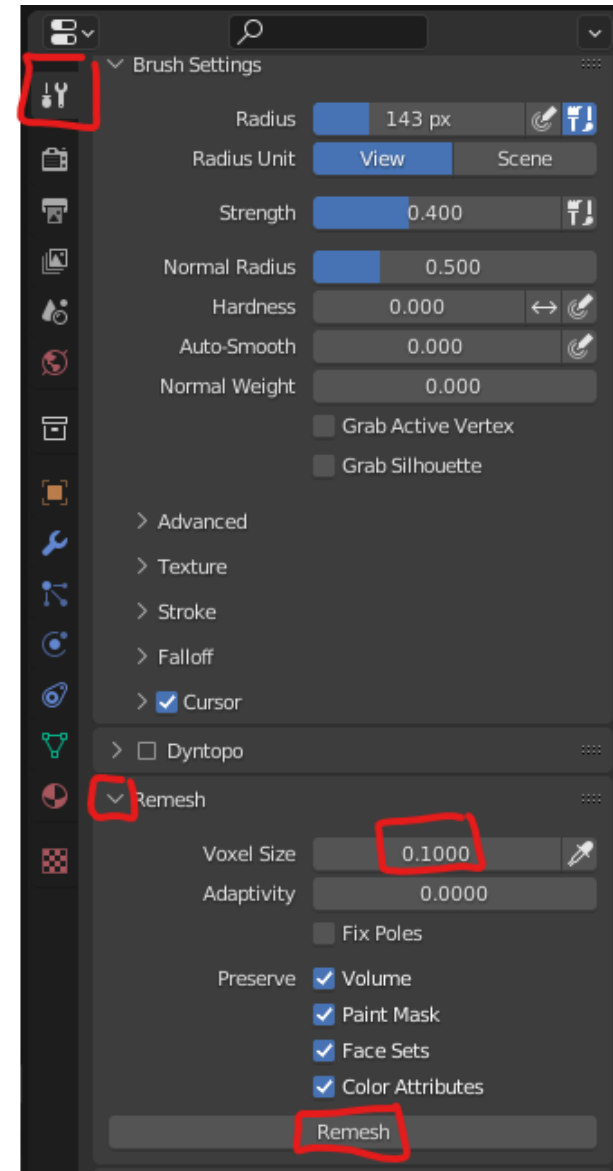 Brush Settings
Radius 143 px
Radius Unit View Scene
Strength 0.400
Normal Radius 0.500
Hardness 0.000
Auto-Smooth 0.000
Normal Weight 0.000
Grab Active Vertex
Grab Silhouette
Advanced
Texture
Stroke
Falloff
Cursor
Dyntopo
Remesh
Voxel Size 0.1000
Adaptivity 0.0000
Fix Poles
Preserve Volume
Paint Mask
Face Sets
Color Attributes
Remesh